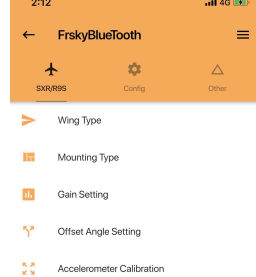 2:12
4G
FrskyBlueTooth
SXR/R9S
Config
Other
Wing Type
Mounting Type
Gain Setting
Offset Angle Setting
Accelerometer Calibration